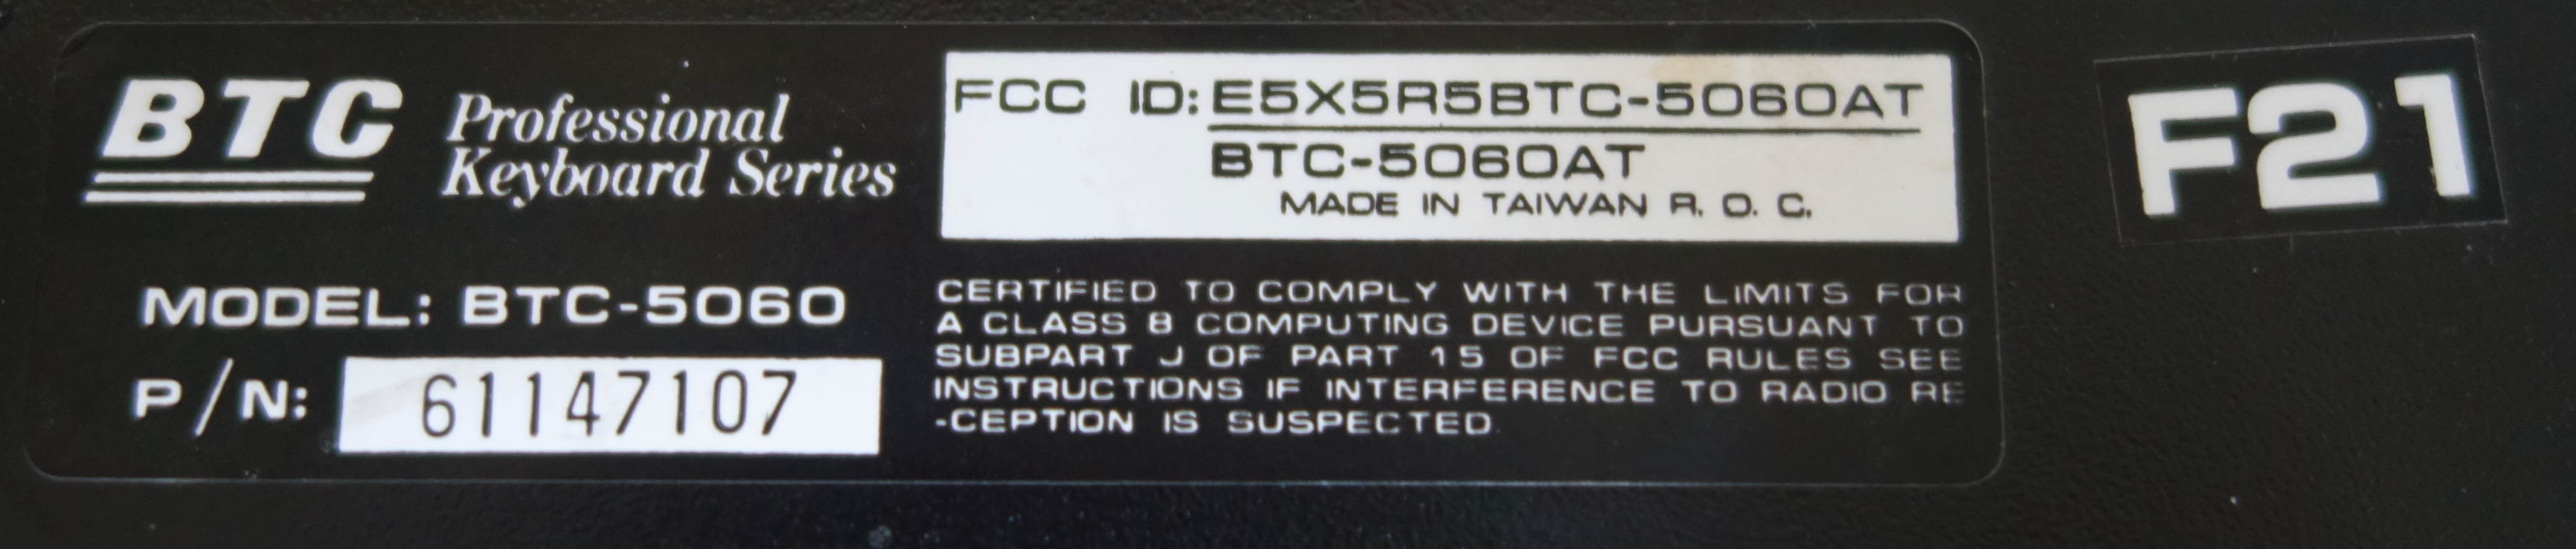 BTC Professional
Keyboard Series
MODEL: BTC-5060
P/N: 61147107
FCC ID: E5X5R5BTC-5060AT
BTC-5060AT
MADE IN TAIWAN R. O. C.
CERTIFIED TO COMPLY WITH THE LIMITS FOR
A CLASS B COMPUTING DEVICE PURSUANT TO
SUBPART J OF PART 15 OF FCC RULES SEE
INSTRUCTIONS IF INTERFERENCE TO RADIO RE
-CEPTION IS SUSPECTED.
F21